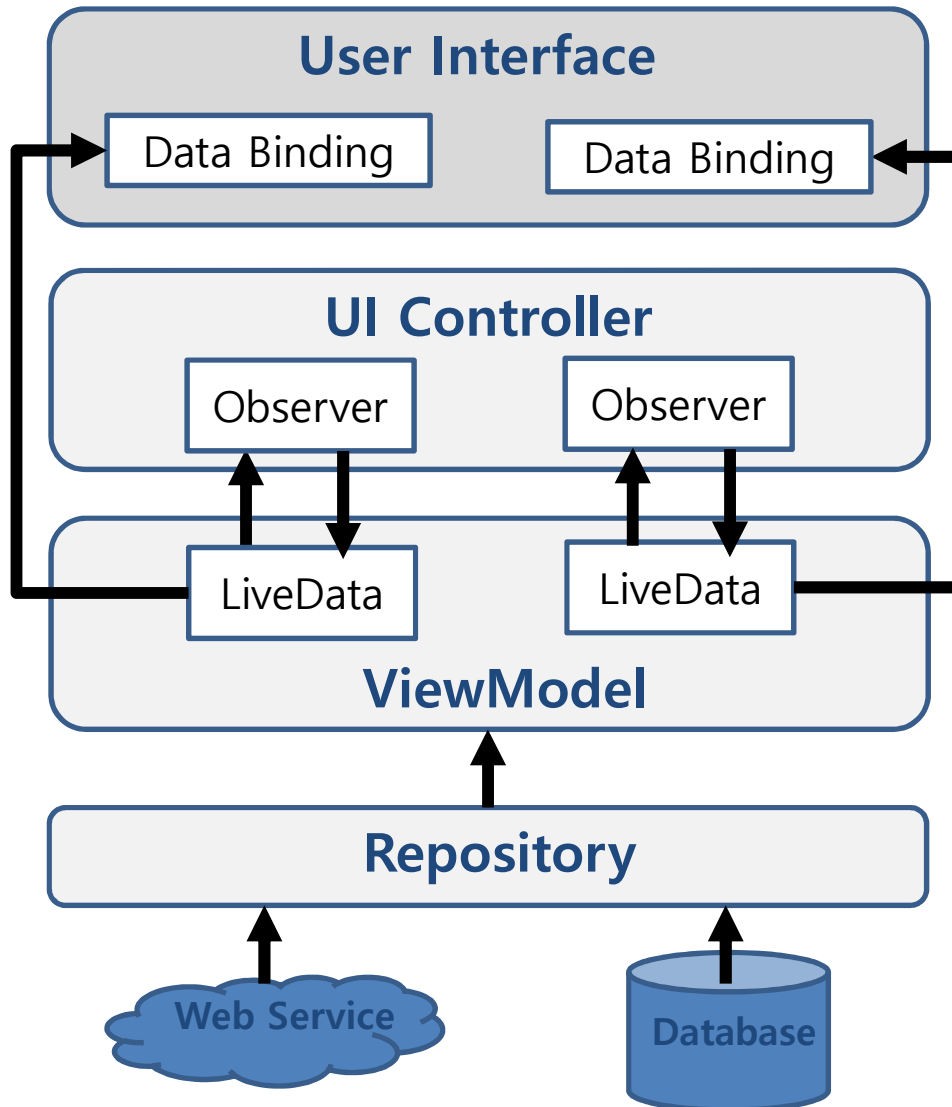 User Interface
Data Binding
Data Binding
UI Controller
Observer
Observer
LiveData
LiveData
ViewModel
Repository
Web Service
Database